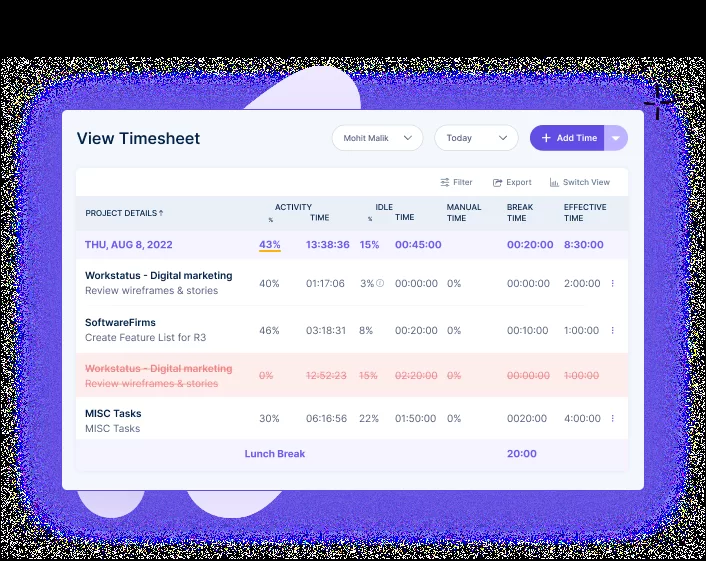 View Timesheet
Mohit Malik
Today
+ Add Time
Filter
Export
Switch View
PROJECT DETAILS ↑
ACTIVITY
%
TIME
IDLE
%
TIME
MANUAL
TIME
BREAK
TIME
EFFECTIVE
TIME
THU, AUG 8, 2022 43% 13:38:36 15% 00:45:00 00:20:00 8:30:00
Workstatus - Digital marketing
Review wireframes & stories
40% 01:17:06 3% 00:00:00 0% 00:00:00 2:00:00
SoftwareFirms
Create Feature List for R3
46% 03:18:31 8% 00:20:00 0% 00:10:00 1:00:00
Workstatus - Digital marketing
Review wireframes & stories
0% 12:52:23 15% 02:20:00 0% 00:00:00 1:00:00
MISC Tasks
MISC Tasks
30% 06:16:56 22% 01:50:00 0% 0020:00 4:00:00
Lunch Break 20:00